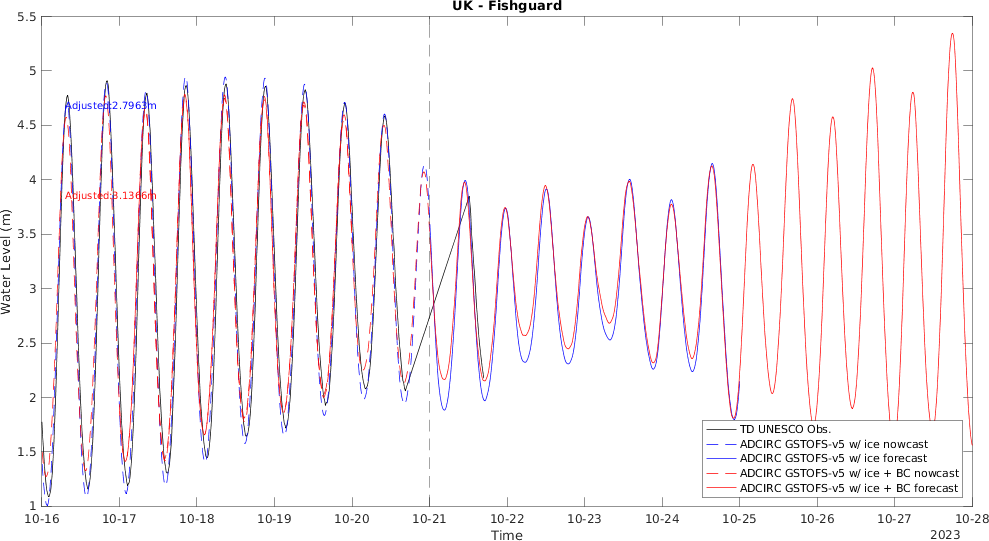 UK - Fishguard
5.5
5
4.5
4
3.5
3
2.5
2
1.5
1
Water Level (m)
Adjusted:2.7963m
Adjusted:3.1366m
TD UNESCO Obs.
ADCIRC GSTOFS-v5 w/ ice nowcast
ADCIRC GSTOFS-v5 w/ ice forecast
ADCIRC GSTOFS-v5 w/ ice + BC nowcast
ADCIRC GSTOFS-v5 w/ ice + BC forecast
10-16 10-17 10-18 10-19 10-20 10-21 10-22 10-23 10-24 10-25 10-26 10-27 10-28
Time
2023